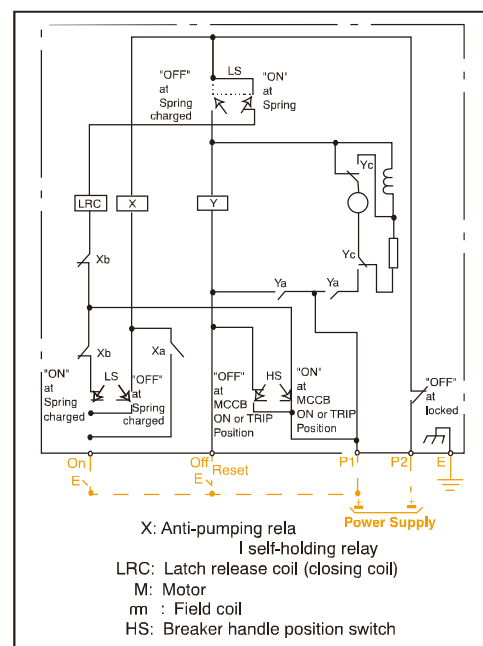 LS
"OFF"
at
Spring
charged
"ON"
at
Spring
Yc
LRC
X
Y
Xb
Yc
Ya
Ya
Xb
Xa
"ON"
at
Spring
charged
LS
"OFF"
at
Spring
charged
"OFF"
at
MCCB
ON or TRIP
Position
HS
"ON"
at
MCCB
ON or TRIP
Position
"OFF"
at
locked
On
Off
Reset
P1
P2
E
E
E
Power Supply
X: Anti-pumping rela
l self-holding relay
LRC: Latch release coil (closing coil)
M: Motor
m : Field coil
HS: Breaker handle position switch